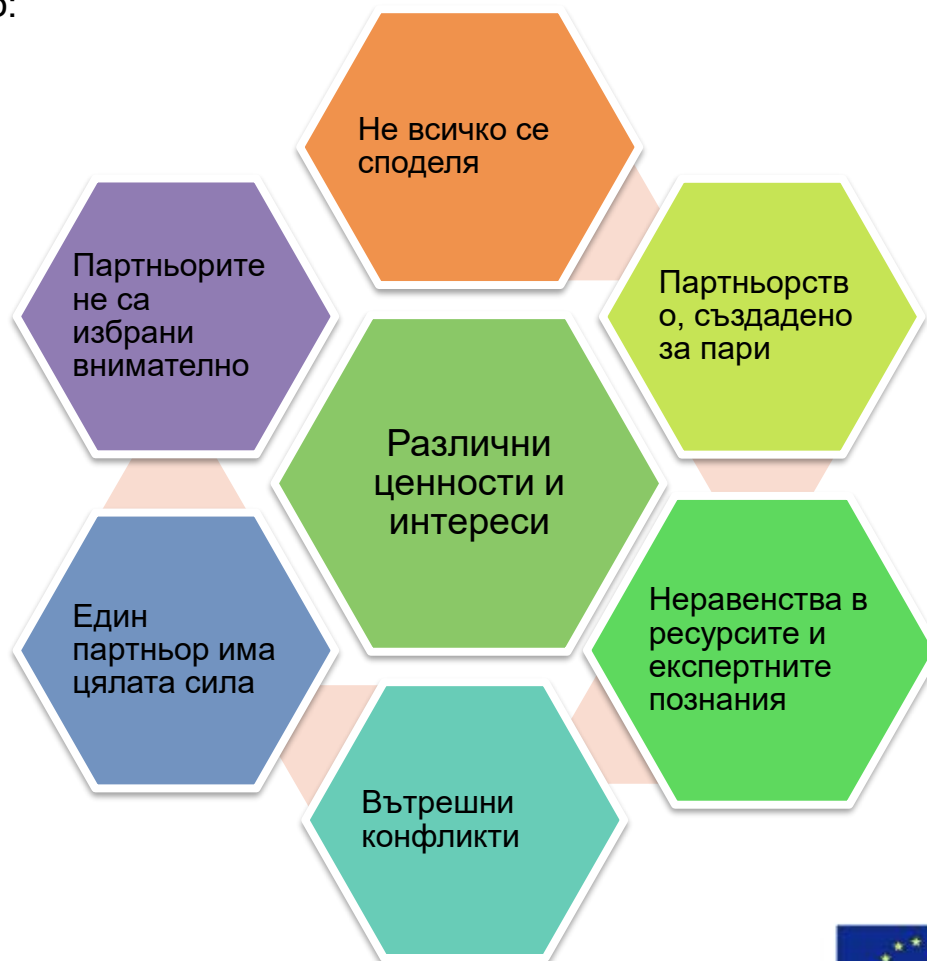 о:
Не всичко се
споделя
Партньорств
о, създадено
за пари
Неравенства в
ресурсите и
експертните
познания
Вътрешни
конфликти
Един
партньор има
цялата сила
Партньорите
не са
избрани
внимателно
Различни
ценности и
интереси